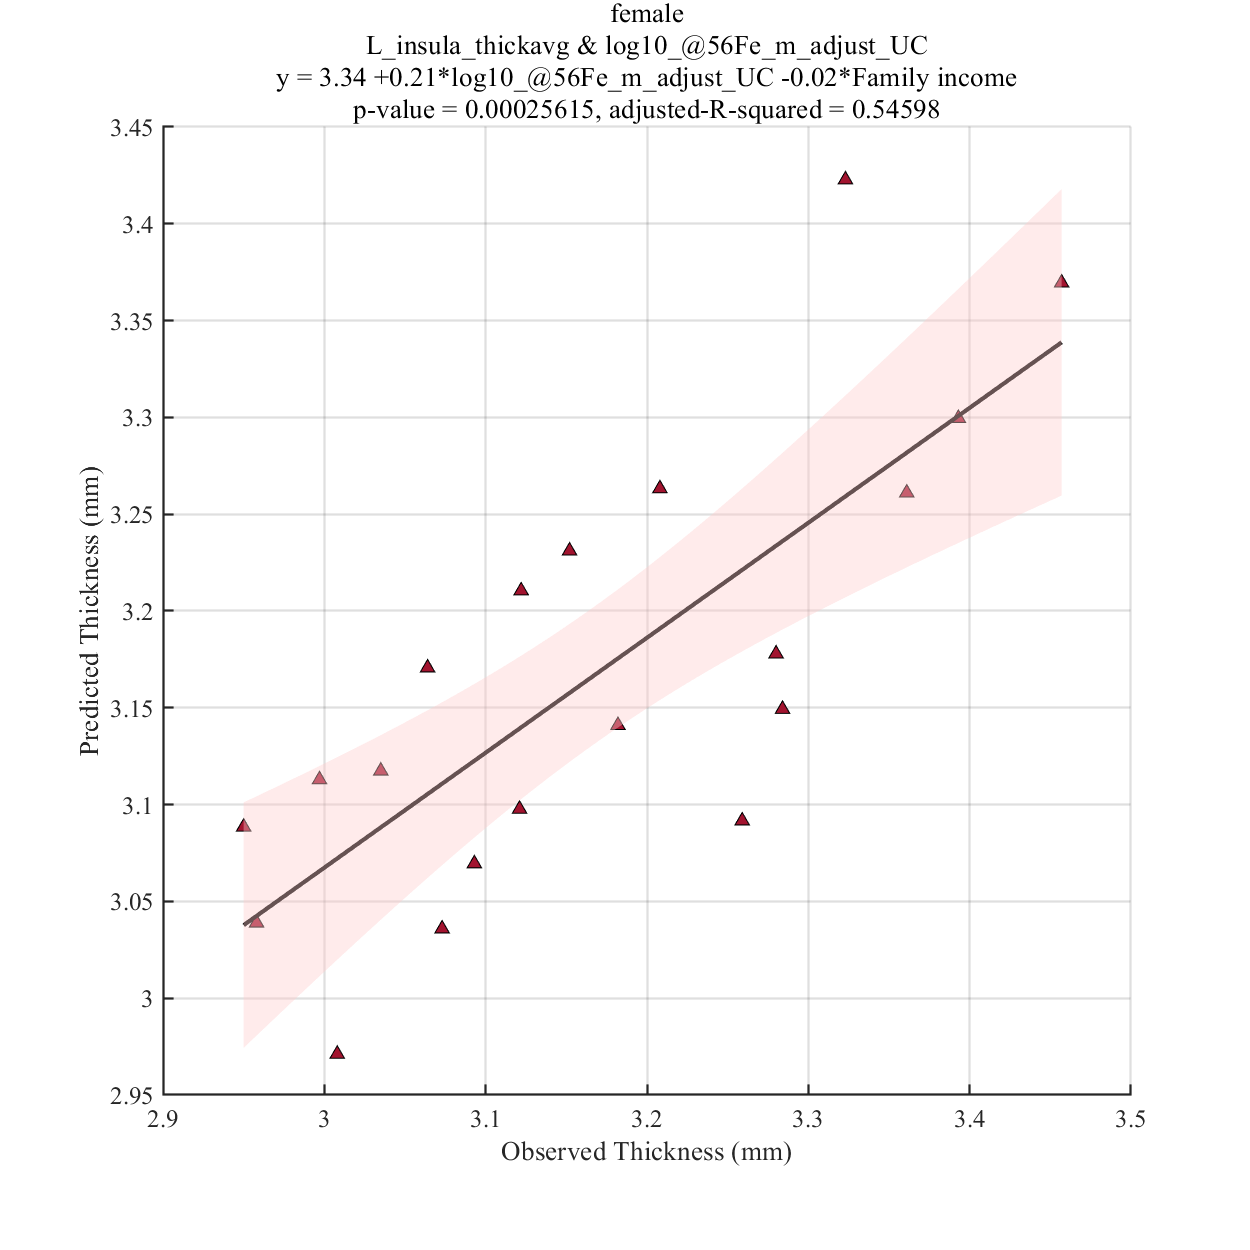 female
L_insula_thickavg & log10_@56Fe_m_adjust_UC
y = 3.34 +0.21*log10_@56Fe_m_adjust_UC -0.02*Family income
p-value = 0.00025615, adjusted-R-squared = 0.54598
3.45
3.4
3.35
3.3
3.25
3.2
3.15
3.1
3.05
3
2.95
Predicted Thickness (mm)
2.9 3 3.1 3.2 3.3 3.4 3.5
Observed Thickness (mm)